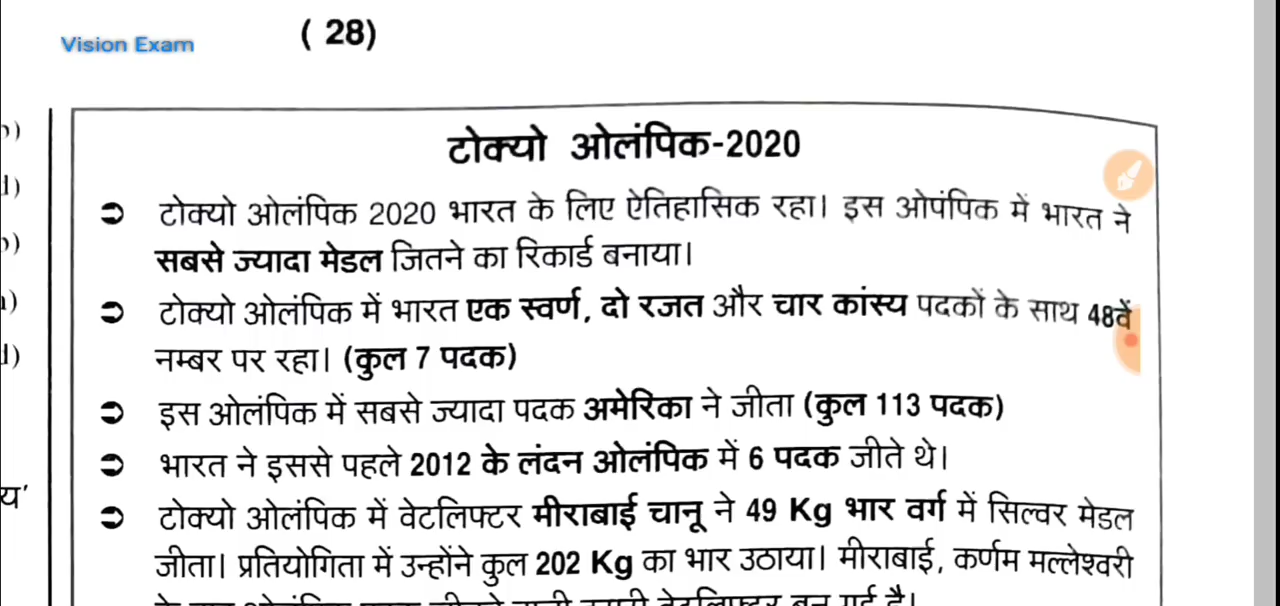 Vision Exam
( 28)
b)
टोक्यो ओलंपिक-2020
d)
➲ टोक्यो ओलंपिक 2020 भारत के लिए ऐतिहासिक रहा। इस ओपंपिक में भारत ने
b)
सबसे ज्यादा मेडल जितने का रिकार्ड बनाया।
➲ टोक्यो ओलंपिक में भारत एक स्वर्ण, दो रजत और चार कांस्य पदकों के साथ 48वें
नम्बर पर रहा। (कुल 7 पदक)
d)
➲ इस ओलंपिक में सबसे ज्यादा पदक अमेरिका ने जीता (कुल 113 पदक)
➲ भारत ने इससे पहले 2012 के लंदन ओलंपिक में 6 पदक जीते थे।
य'
➲ टोक्यो ओलंपिक में वेटलिफ्टर मीराबाई चानू ने 49 Kg भार वर्ग में सिल्वर मेडल
जीता। प्रतियोगिता में उन्होंने कुल 202 Kg का भार उठाया। मीराबाई, कर्णम मल्लेश्वरी